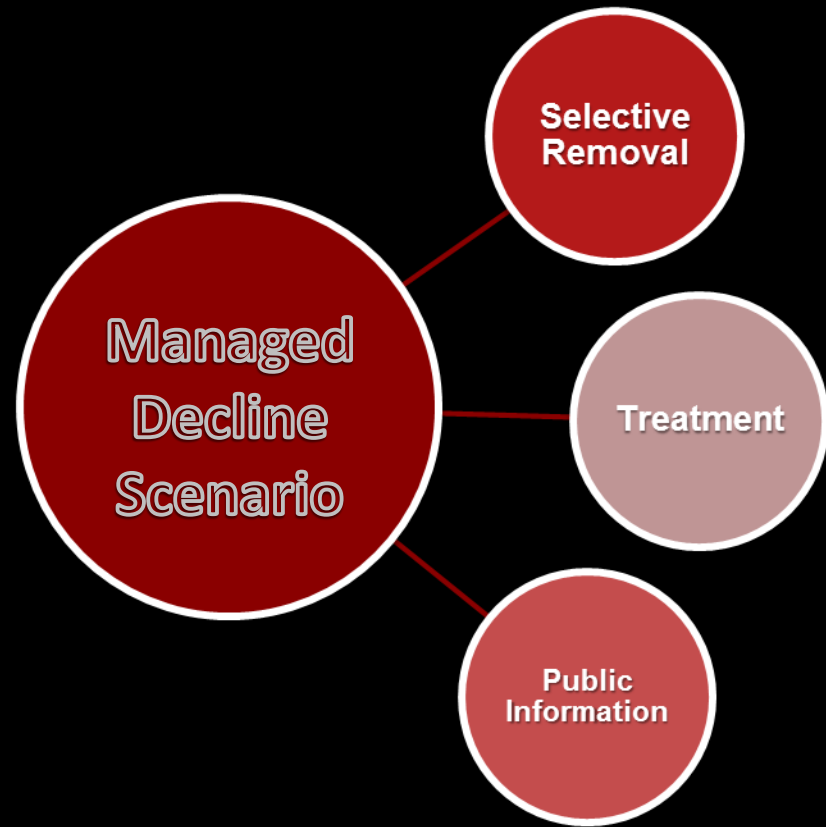 Managed
Decline
Scenario
Selective
Removal
Treatment
Public
Information